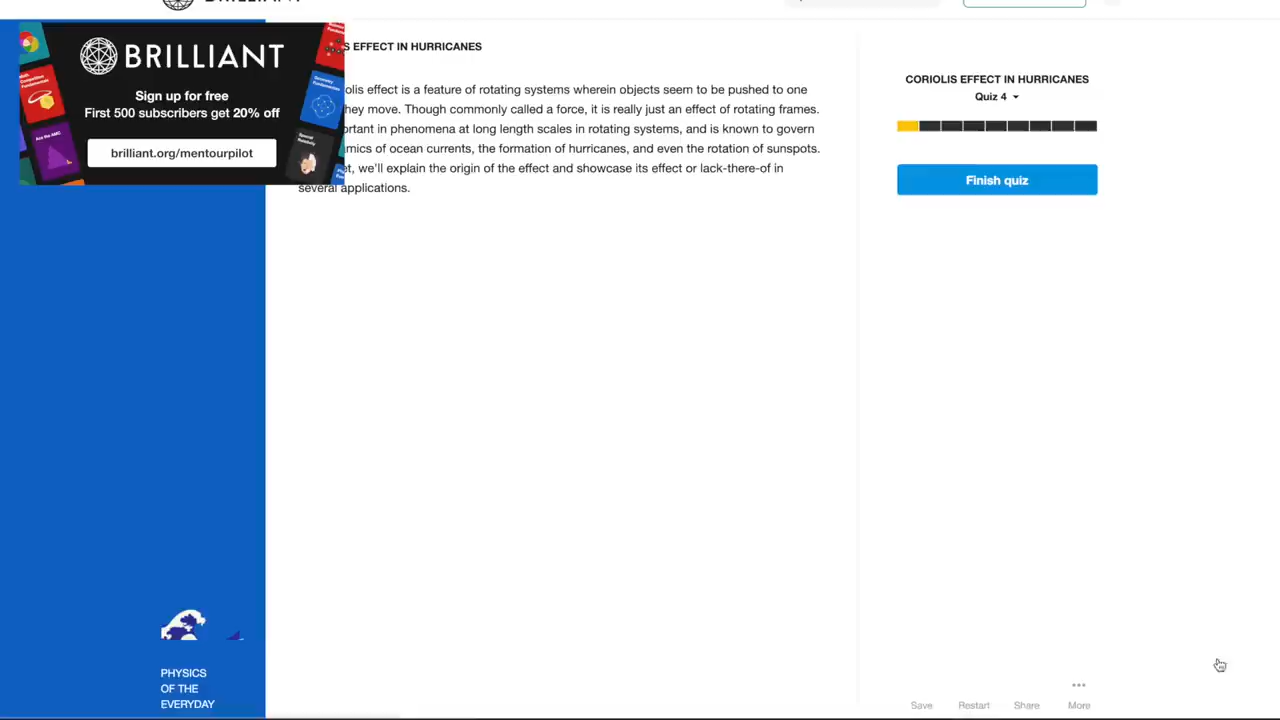 BRILLIANT
Sign up for free
First 500 subscribers get 20% off
brilliant.org/mentourpilot
S EFFECT IN HURRICANES
olis effect is a feature of rotating systems wherein objects seem to be pushed to one
they move. Though commonly called a force, it is really just an effect of rotating frames.
portant in phenomena at long length scales in rotating systems, and is known to govern
mics of ocean currents, the formation of hurricanes, and even the rotation of sunspots.
et, we'll explain the origin of the effect and showcase its effect or lack-there-of in
several applications.
CORIOLIS EFFECT IN HURRICANES
Quiz 4
Finish quiz
PHYSICS
OF THE
EVERYDAY
Save Restart Share More